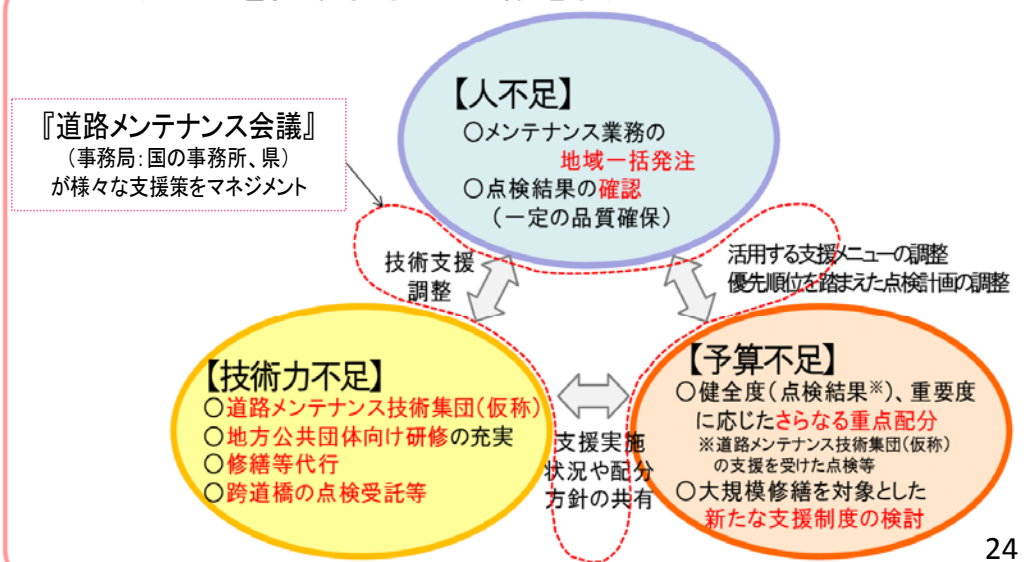 『道路メンテナンス会議』
（事務局：国の事務所、県）
が様々な支援策をマネジメント
【人不足】
○メンテナンス業務の
地域一括発注
○点検結果の確認
（一定の品質確保）
技術支援
調整
活用する支援メニューの調整
優先順位を踏まえた点検計画の調整
【技術力不足】
○道路メンテナンス技術集団（仮称）
○地方公共団体向け研修の充実
○修繕等代行
○跨道橋の点検受託等
支援実施
状況や配分
方針の共有
【予算不足】
○健全度（点検結果※）、重要度
に応じたさらなる重点配分
※道路メンテナンス技術集団（仮称）
の支援を受けた点検等
○大規模修繕を対象とした
新たな支援制度の検討
24